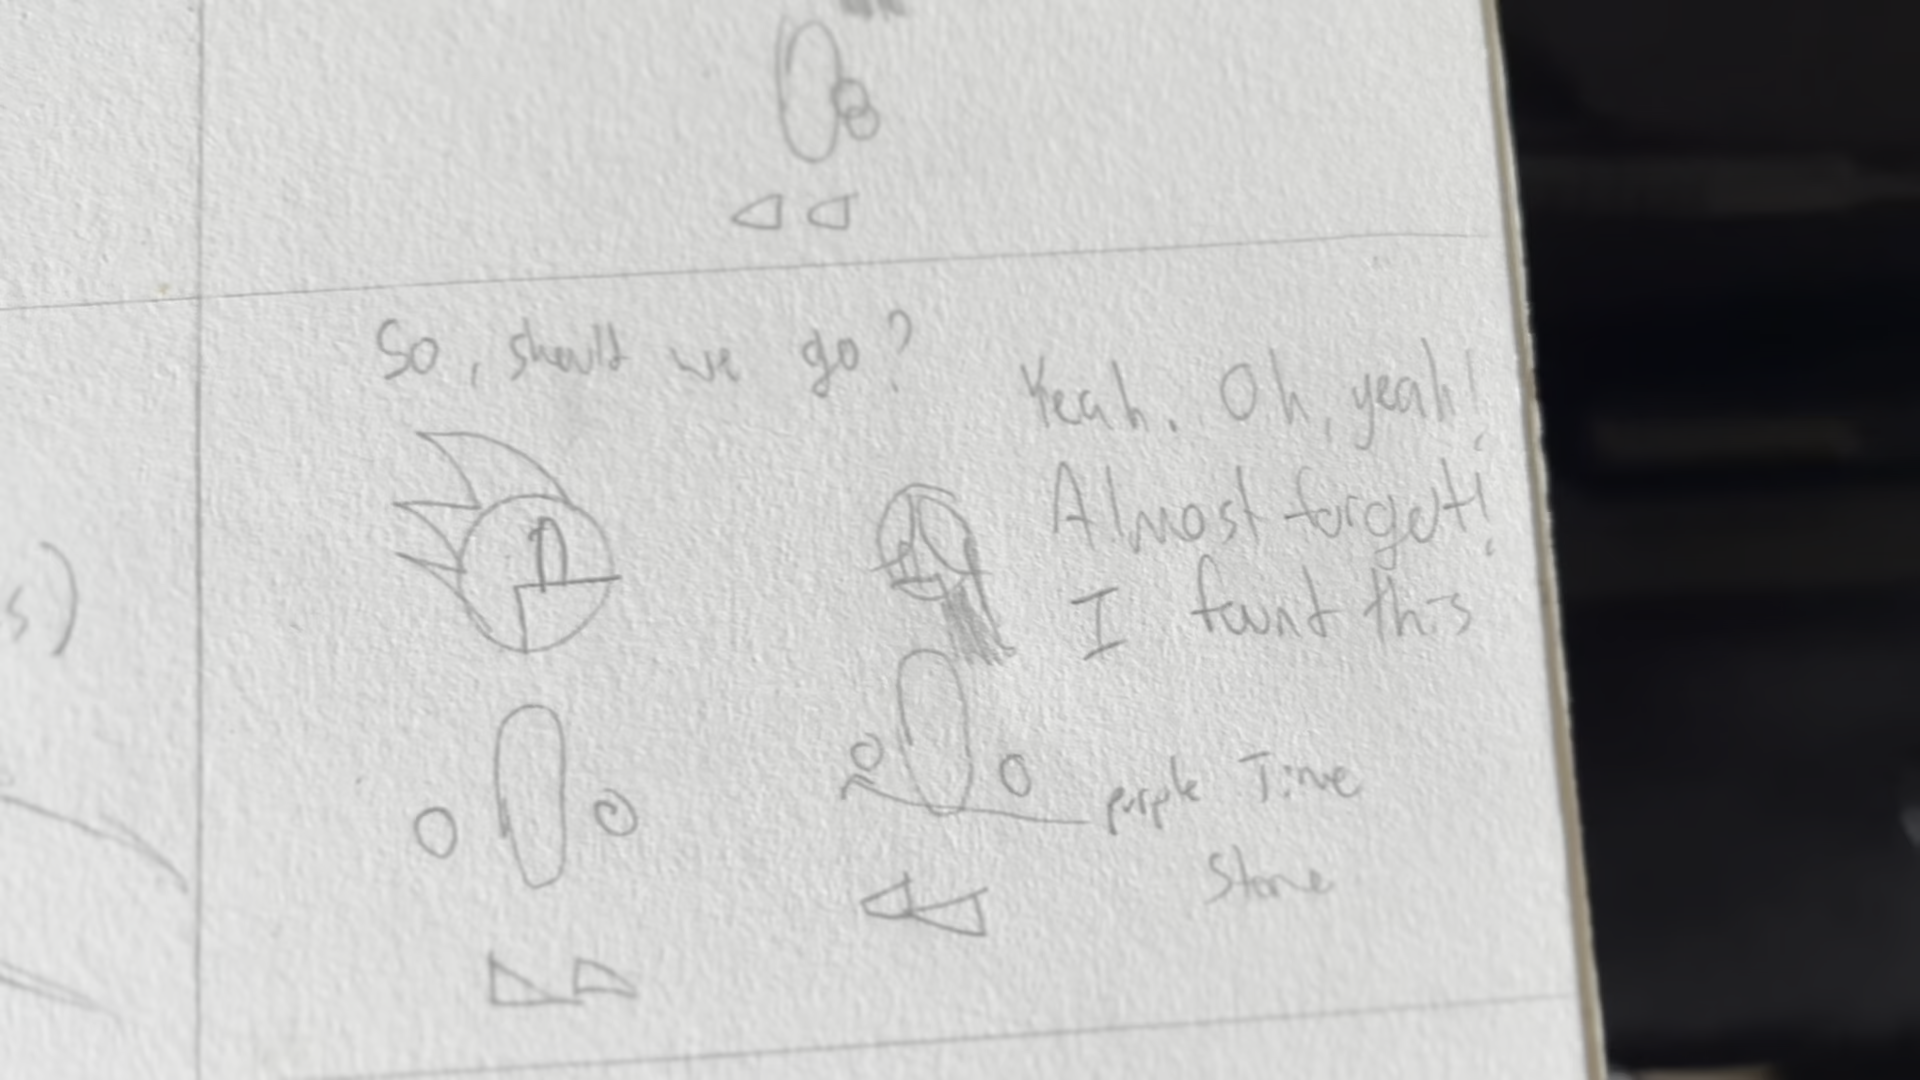 So, should we go?
Yeah. Oh, yeah!
Almost forgot!
I found this
purple Time
Stone
s)